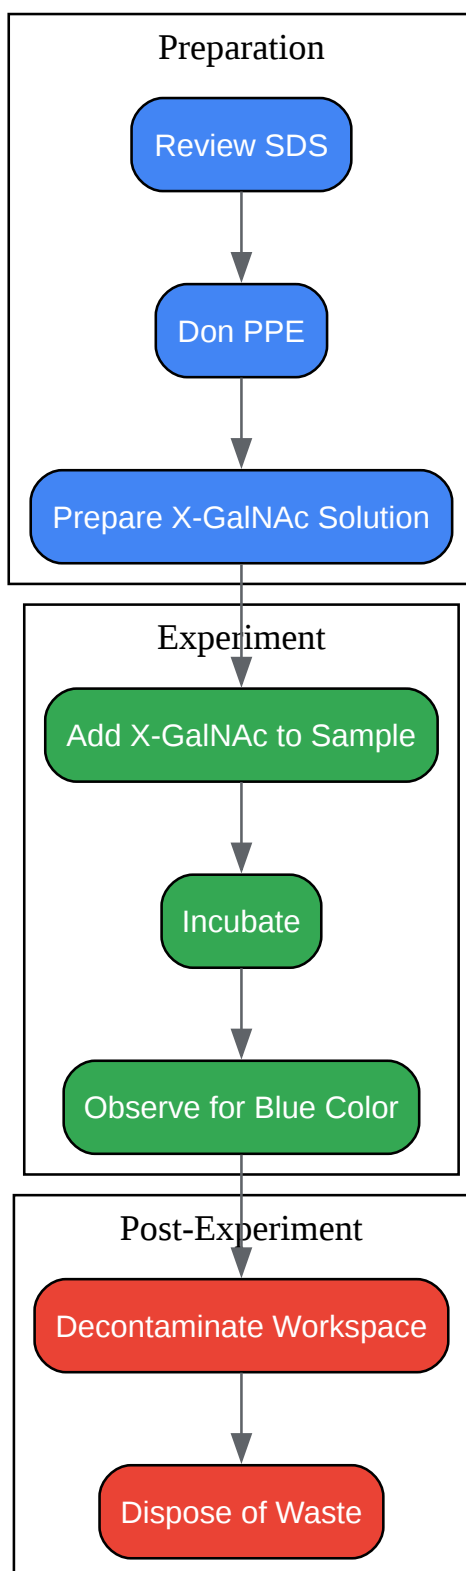 Preparation
Review SDS
Don PPE
Prepare X-GalNAc Solution
Experiment
Add X-GalNAc to Sample
Incubate
Observe for Blue Color
Post-Experiment
Decontaminate Workspace
Dispose of Waste